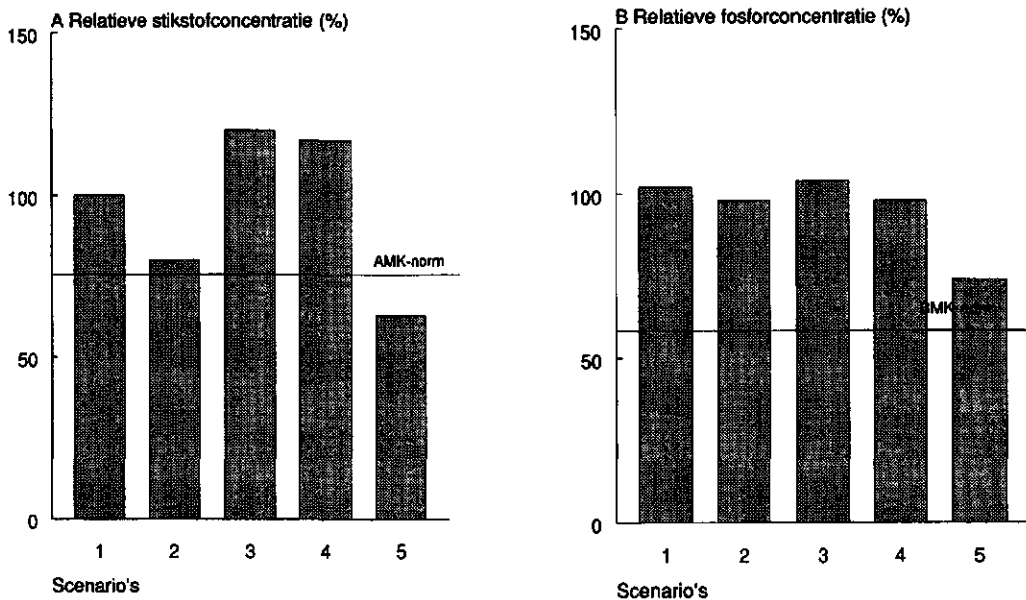 A Relatieve stikstofconcentratie (%)
150
100
50
0
AMK-norm
1 2 3 4 5
Scenario's
B Relatieve fosforconcentratie (%)
150
100
50
0
1 2 3 4 5
Scenario's